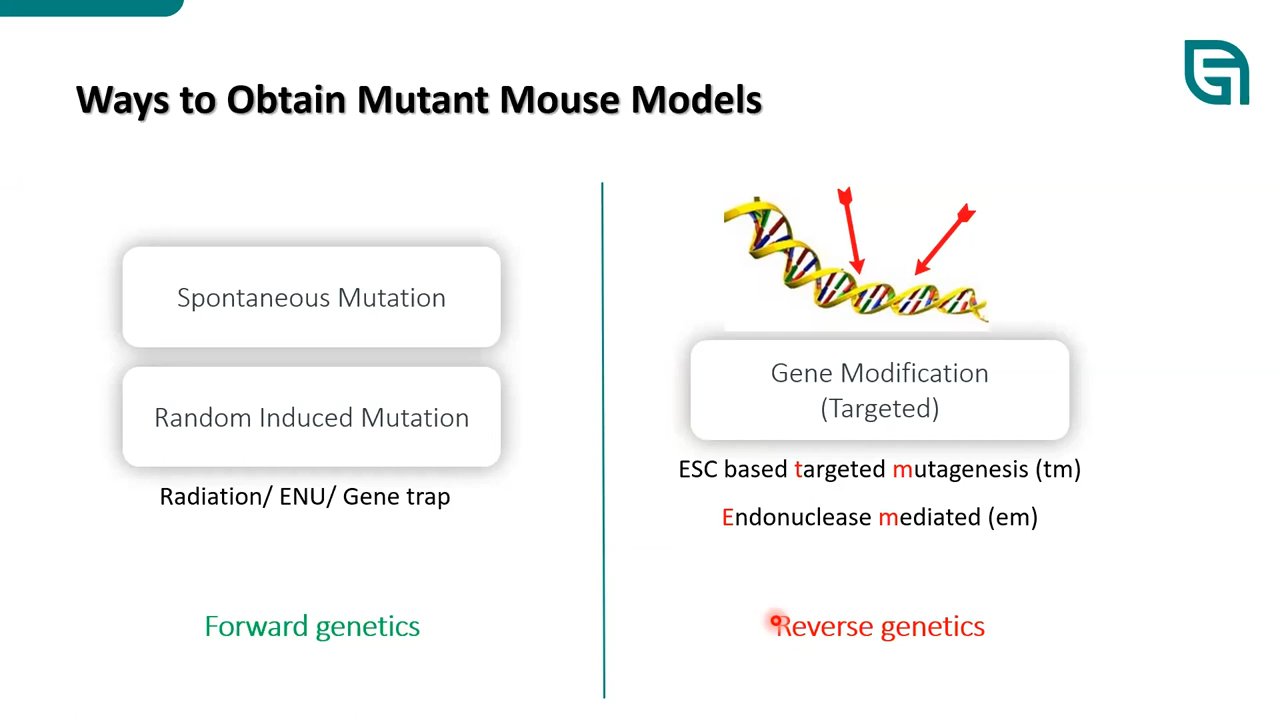 Ways to Obtain Mutant Mouse Models
Spontaneous Mutation
Random Induced Mutation
Radiation/ ENU/ Gene trap
Forward genetics
Gene Modification
(Targeted)
ESC based targeted mutagenesis (tm)
Endonuclease mediated (em)
Reverse genetics